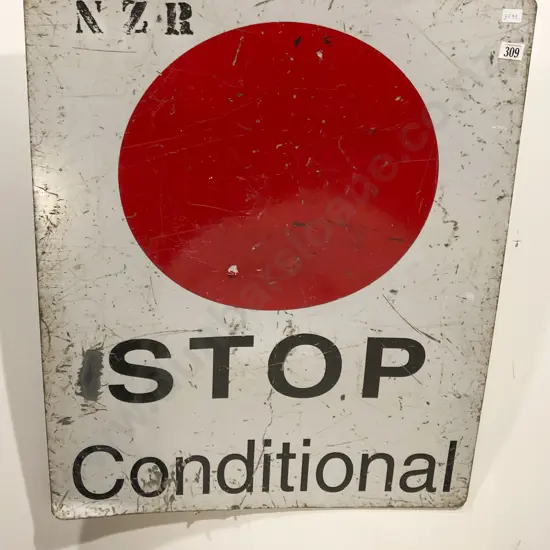 NZR
309
STOP
Conditional